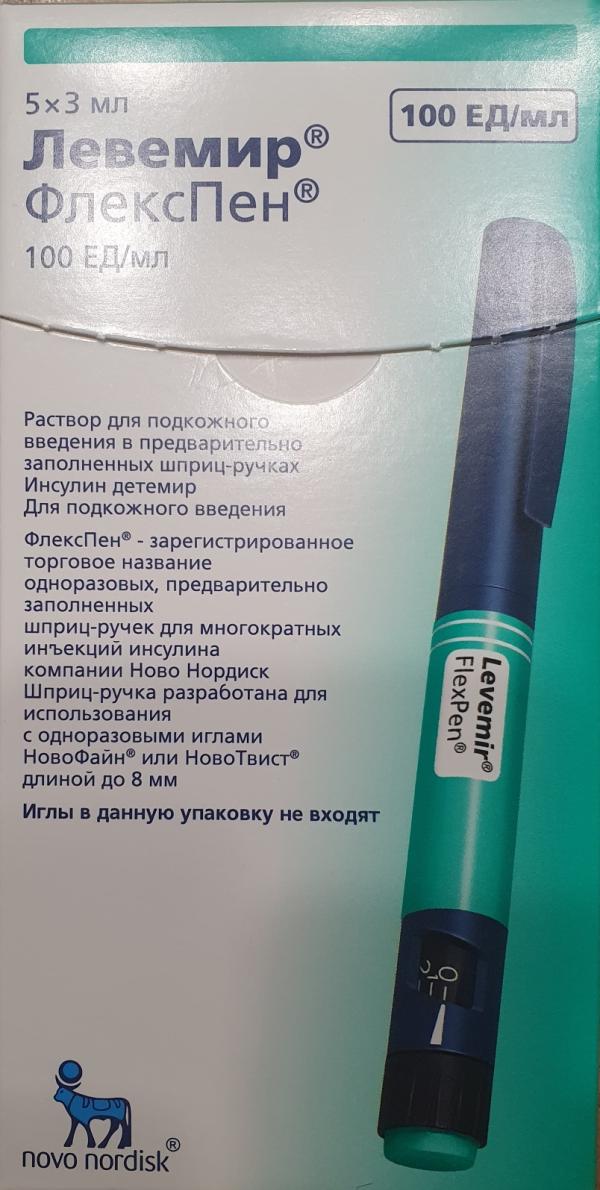 5×3 мл
100 ЕД/мл
Левемир®
ФлексПен®
100 ЕД/мл
Раствор для подкожного
введения в предварительно
заполненных шприц-ручках
Инсулин детемир
Для подкожного введения
ФлексПен® - зарегистрированное
торговое название
одноразовых, предварительно
заполненных
шприц-ручек для многократных
инъекций инсулина
компании Ново Нордиск
Шприц-ручка разработана для
использования
с одноразовыми иглами
НовоФайн® или НовоТвист®
длиной до 8 мм
Иглы в данную упаковку не входят
Levemir®
FlexPen®
0
2
novo nordisk®